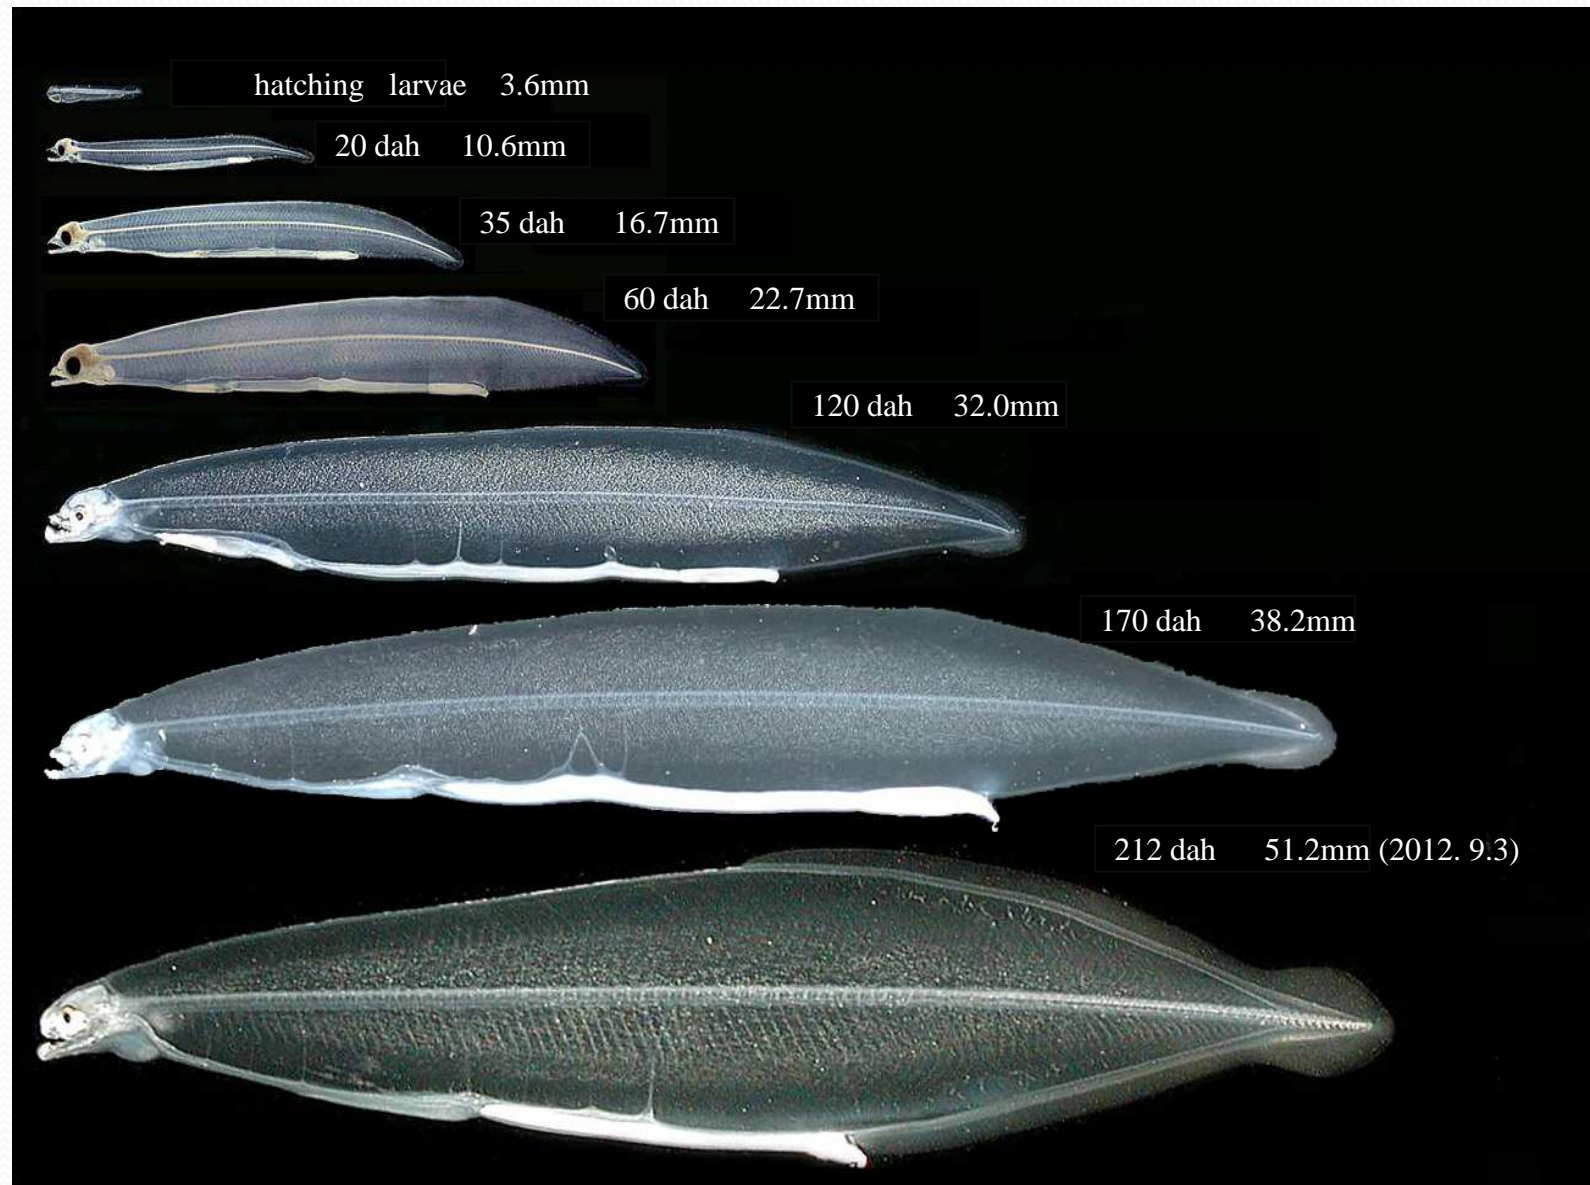 hatching larvae 3.6mm
20 dah 10.6mm
35 dah 16.7mm
60 dah 22.7mm
120 dah 32.0mm
170 dah 38.2mm
212 dah 51.2mm (2012. 9.3)